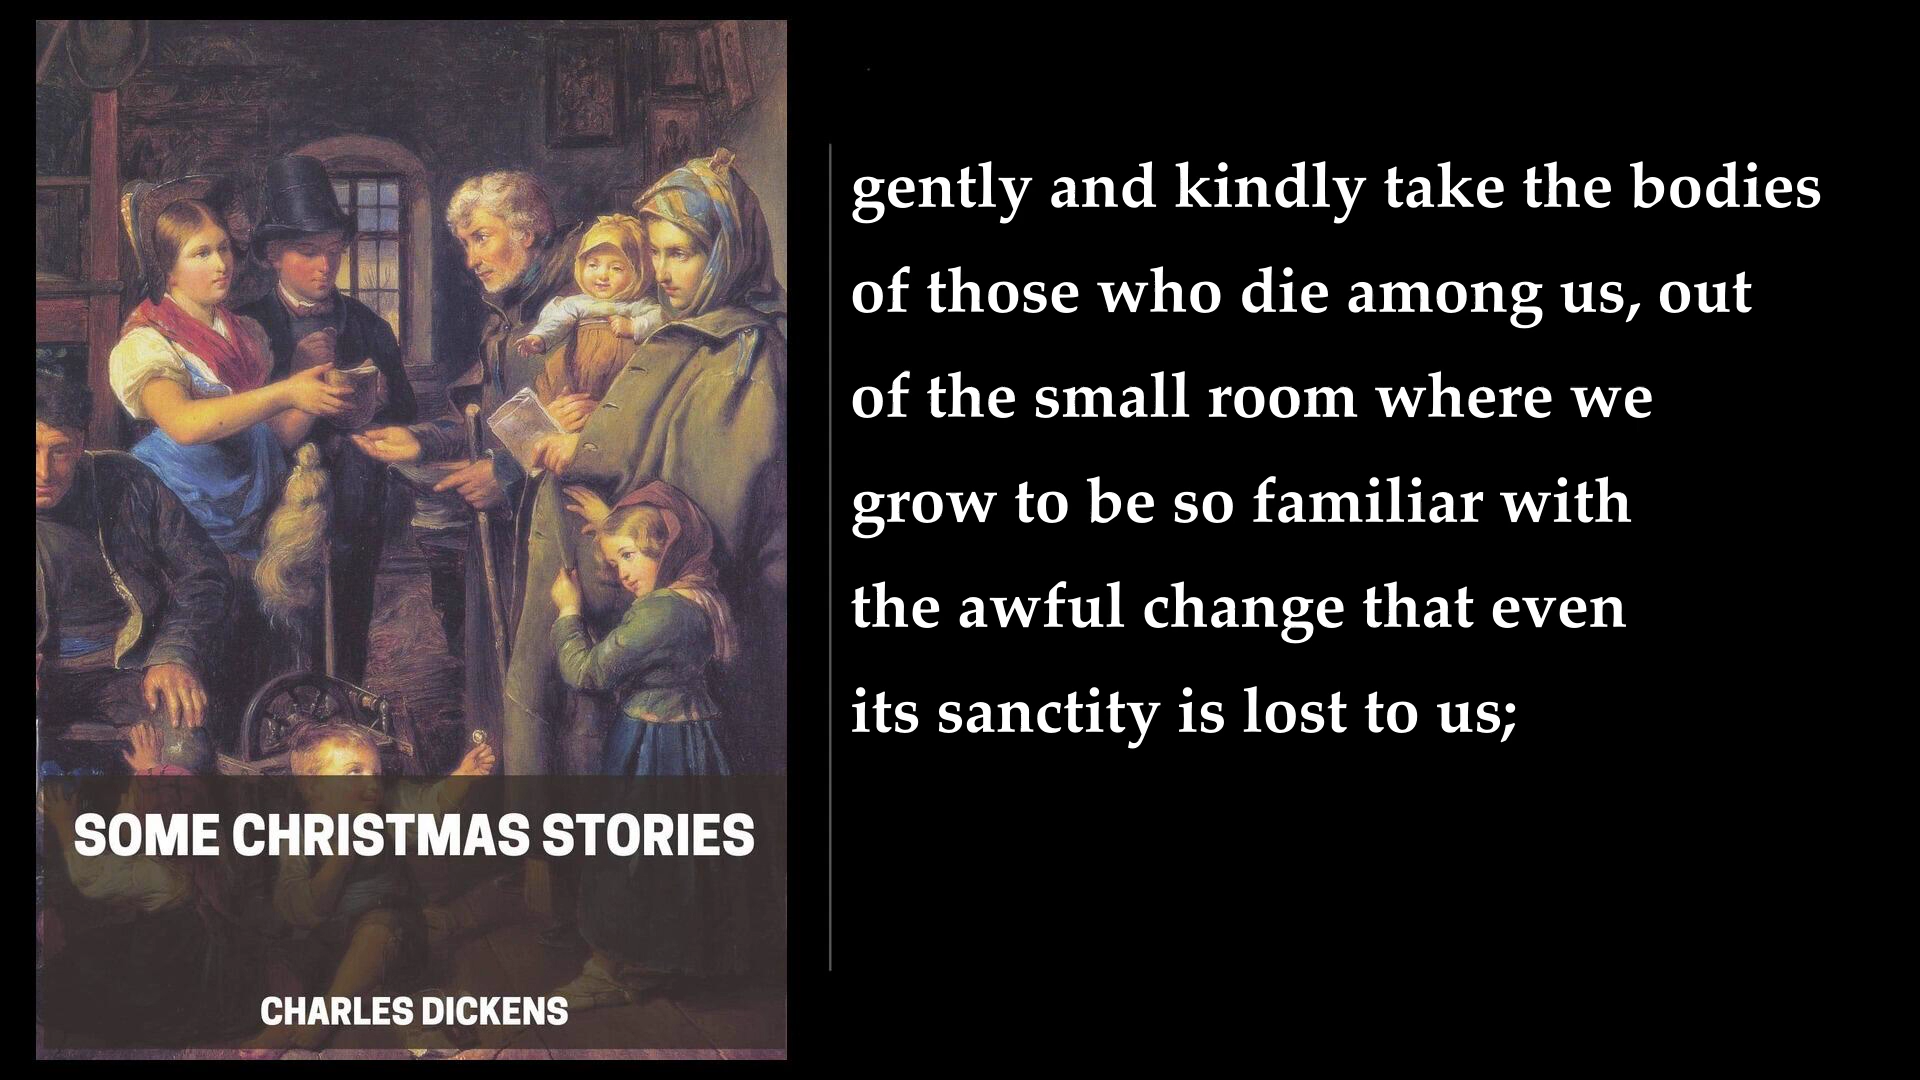 SOME CHRISTMAS STORIES
CHARLES DICKENS
gently and kindly take the bodies
of those who die among us, out
of the small room where we
grow to be so familiar with
the awful change that even
its sanctity is lost to us;